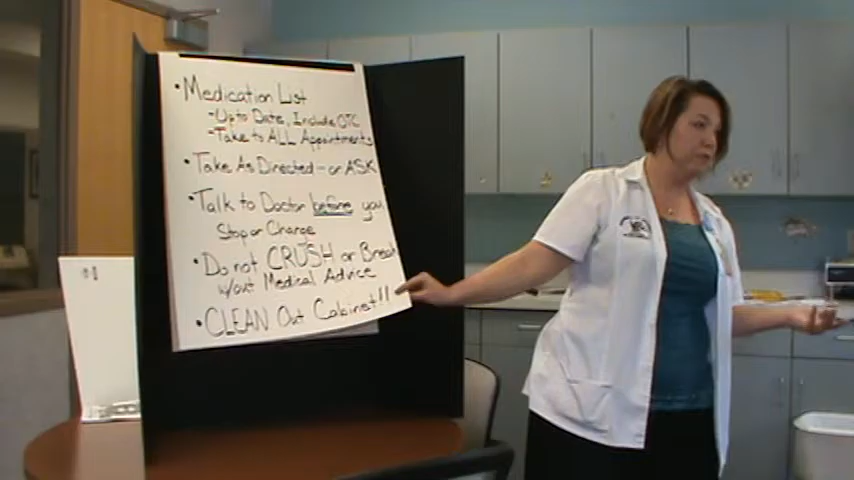 • Medication List
- Up to Date, Include OTC
- Take to ALL Appointments
• Take As Directed - or ASK
• Talk to Doctor before you
Stop or Change
• Do not CRUSH or Break
w/out Medical Advice
• CLEAN Out Cabinet!!